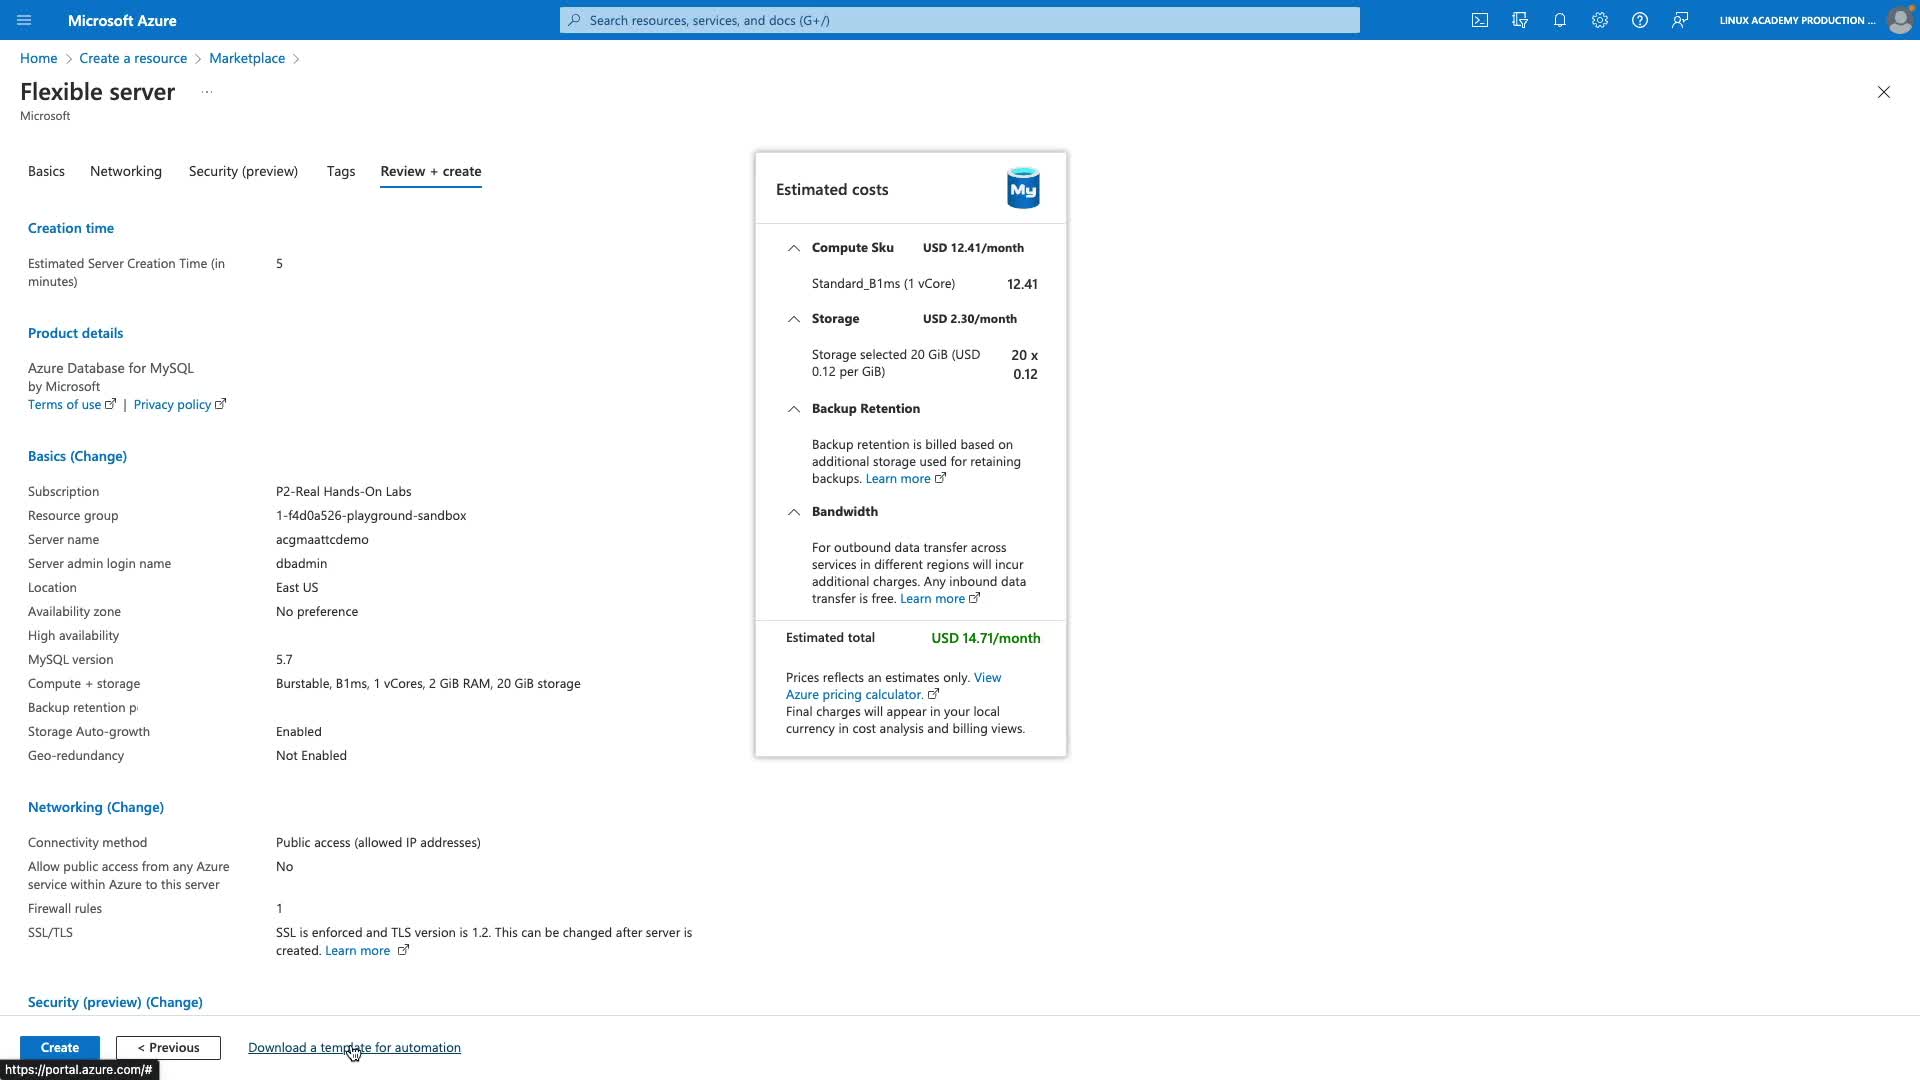 Microsoft Azure
Search resources, services, and docs (G+/)
LINUX ACADEMY PRODUCTION ...
Home > Create a resource > Marketplace >
Flexible server ...
Microsoft
Basics Networking Security (preview) Tags Review + create
Creation time
Estimated Server Creation Time (in 5
minutes)
Product details
Azure Database for MySQL
by Microsoft
Terms of use | Privacy policy
Basics (Change)
Subscription P2-Real Hands-On Labs
Resource group 1-f4d0a526-playground-sandbox
Server name acgmaattcdemo
Server admin login name dbadmin
Location East US
Availability zone No preference
High availability
MySQL version 5.7
Compute + storage Burstable, B1ms, 1 vCores, 2 GiB RAM, 20 GiB storage
Backup retention p
Storage Auto-growth Enabled
Geo-redundancy Not Enabled
Networking (Change)
Connectivity method Public access (allowed IP addresses)
Allow public access from any Azure No
service within Azure to this server
Firewall rules 1
SSL/TLS SSL is enforced and TLS version is 1.2. This can be changed after server is
created. Learn more
Security (preview) (Change)
Estimated costs
My
Compute Sku USD 12.41/month
Standard_B1ms (1 vCore) 12.41
Storage USD 2.30/month
Storage selected 20 GiB (USD 20 x
0.12 per GiB) 0.12
Backup Retention
Backup retention is billed based on
additional storage used for retaining
backups. Learn more
Bandwidth
For outbound data transfer across
services in different regions will incur
additional charges. Any inbound data
transfer is free. Learn more
Estimated total USD 14.71/month
Prices reflects an estimates only. View
Azure pricing calculator.
Final charges will appear in your local
currency in cost analysis and billing views.
Create < Previous Download a template for automation
https://portal.azure.com/#